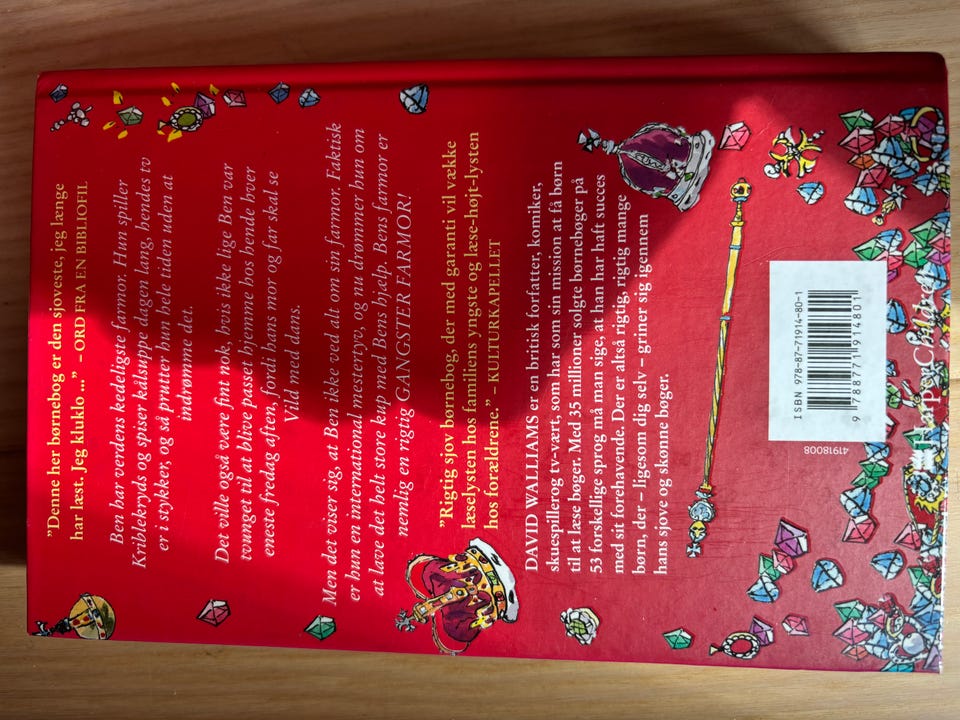 "Denne her børnebog er den sjoveste, jeg længe
har læst. Jeg kluklo ..." – ORD FRA EN BIBLIOFIL
Ben har verdens kedeligste farmor. Hun spiller
Kribbekryds og spiser kålsuppe dagen lang, hendes tv
er i stykker, og så prutter han hele tiden uden at
indrømme det.
Det ville også være fint nok, hvis ikke lige Ben var
tvunget til at blive passet hjemme hos hende hver
eneste fredag aften, fordi hans mor og far skal se
Vild med dans.
Men det viser sig, at Ben ikke ved alt om sin farmor. Faktisk
er hun en international mestertyv, og nu drømmer hun om
at lave det helt store kup med Bens hjælp. Bens farmor er
nemlig en rigtig GANGSTER FARMOR!
"Rigtig sjov børnebog, der med garanti vil vække
læselysten hos familiens yngste og læse-højt-lysten
hos forældrene." – KULTURKAPELLET
DAVID WALLIAMS er en britisk forfatter, komiker,
skuespiller og tv-vært, som har som sin mission at få børn
til at læse bøger. Med 35 millioner solgte børnebøger på
53 forskellige sprog må man sige, at han har haft succes
med sit forehavende. Der er altså rigtig, rigtig mange
børn, der – ligesom dig selv – griner sig igennem
hans sjove og skønne bøger.
41918008
ISBN 978-87-71914-80-1
9 788771 914801
HarperChildren